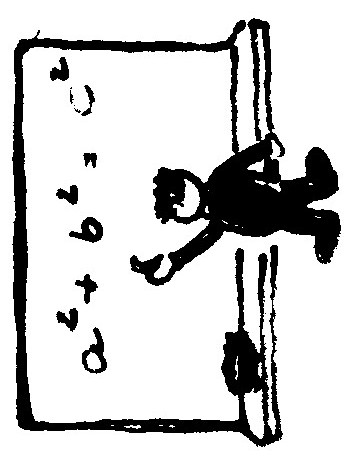 a² + b² = c²